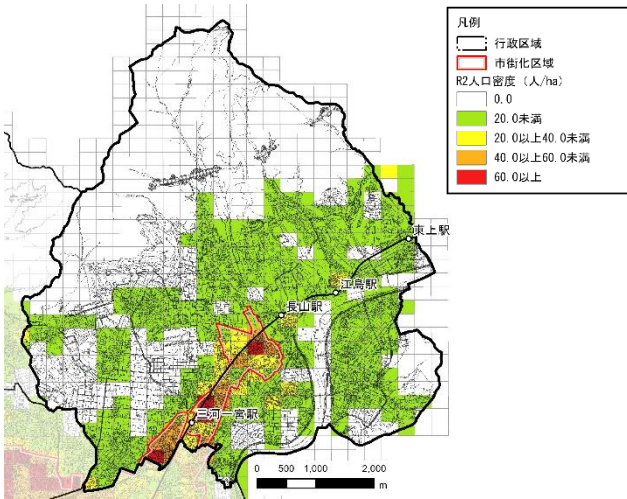 凡例
行政区域
市街化区域
R2人口密度（人/ha）
0.0
20.0未満
20.0以上40.0未満
40.0以上60.0未満
60.0以上
東上駅
江島駅
長山駅
三河一宮駅
0 500 1,000 2,000
m